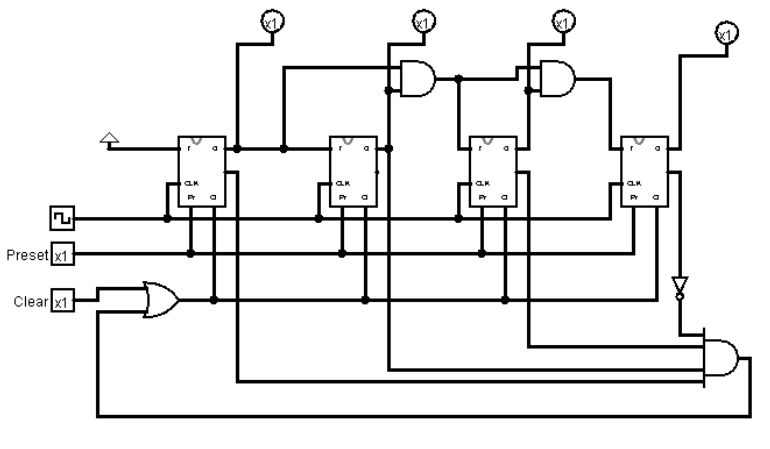 x1 x1 x1 x1
T Q T Q T Q T Q
CLK CLK CLK CLK
Pr Cl Pr Cl Pr Cl Pr Cl
Preset x1
Clear x1